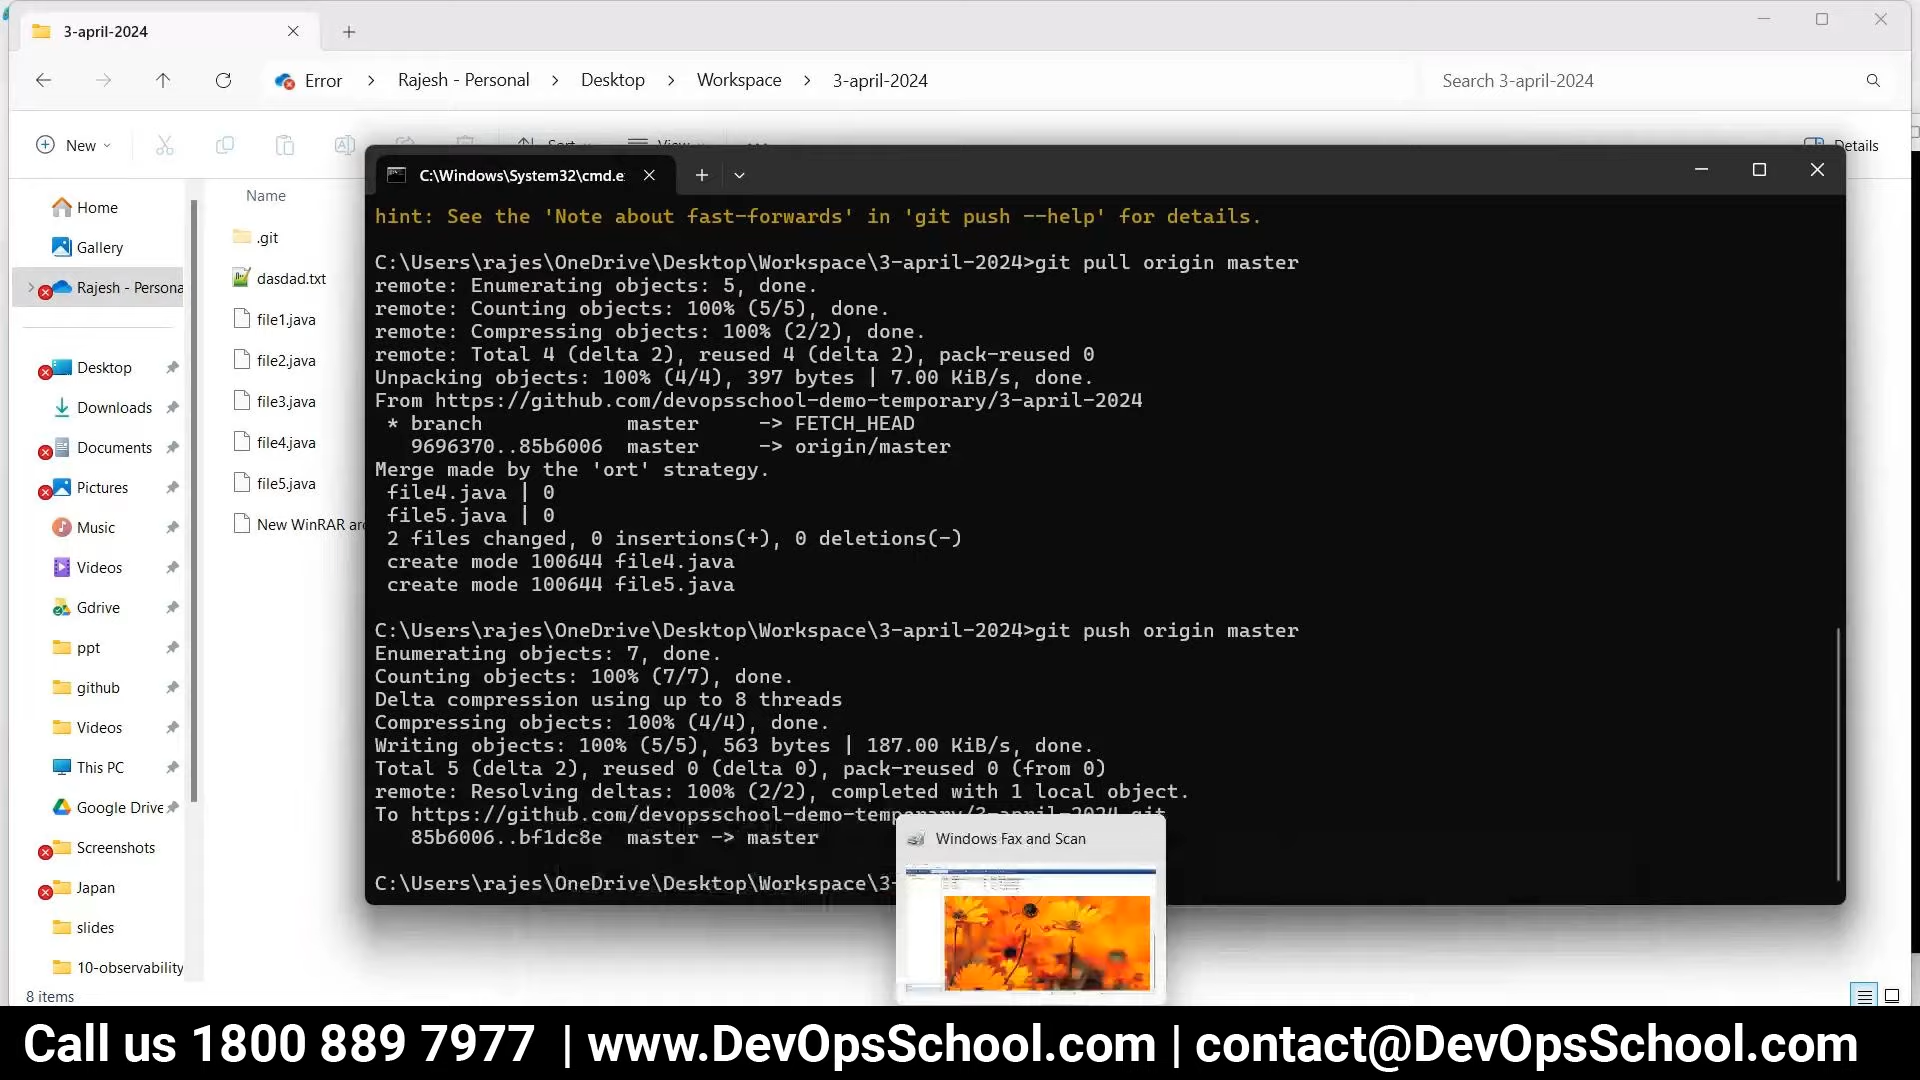 3-april-2024
Error > Rajesh - Personal > Desktop > Workspace > 3-april-2024
Search 3-april-2024
New
Sort
View
Details
C:\Windows\System32\cmd.e
Home
Gallery
Rajesh - Persona
Desktop
Downloads
Documents
Pictures
Music
Videos
Gdrive
ppt
github
Videos
This PC
Google Drive
Screenshots
Japan
slides
10-observability
8 items
Name
.git
dasdad.txt
file1.java
file2.java
file3.java
file4.java
file5.java
New WinRAR ar
hint: See the 'Note about fast-forwards' in 'git push --help' for details.
C:\Users\rajes\OneDrive\Desktop\Workspace\3-april-2024>git pull origin master
remote: Enumerating objects: 5, done.
remote: Counting objects: 100% (5/5), done.
remote: Compressing objects: 100% (2/2), done.
remote: Total 4 (delta 2), reused 4 (delta 2), pack-reused 0
Unpacking objects: 100% (4/4), 397 bytes | 7.00 KiB/s, done.
From https://github.com/devopsschool-demo-temporary/3-april-2024
* branch master -> FETCH_HEAD
9696370..85b6006 master -> origin/master
Merge made by the 'ort' strategy.
file4.java | 0
file5.java | 0
2 files changed, 0 insertions(+), 0 deletions(-)
create mode 100644 file4.java
create mode 100644 file5.java
C:\Users\rajes\OneDrive\Desktop\Workspace\3-april-2024>git push origin master
Enumerating objects: 7, done.
Counting objects: 100% (7/7), done.
Delta compression using up to 8 threads
Compressing objects: 100% (4/4), done.
Writing objects: 100% (5/5), 563 bytes | 187.00 KiB/s, done.
Total 5 (delta 2), reused 0 (delta 0), pack-reused 0 (from 0)
remote: Resolving deltas: 100% (2/2), completed with 1 local object.
To https://github.com/devopsschool-demo-temporary/3-april-2024.git
85b6006..bf1dc8e master -> master
C:\Users\rajes\OneDrive\Desktop\Workspace\3-
Windows Fax and Scan
Call us 1800 889 7977 | www.DevOpsSchool.com | contact@DevOpsSchool.com